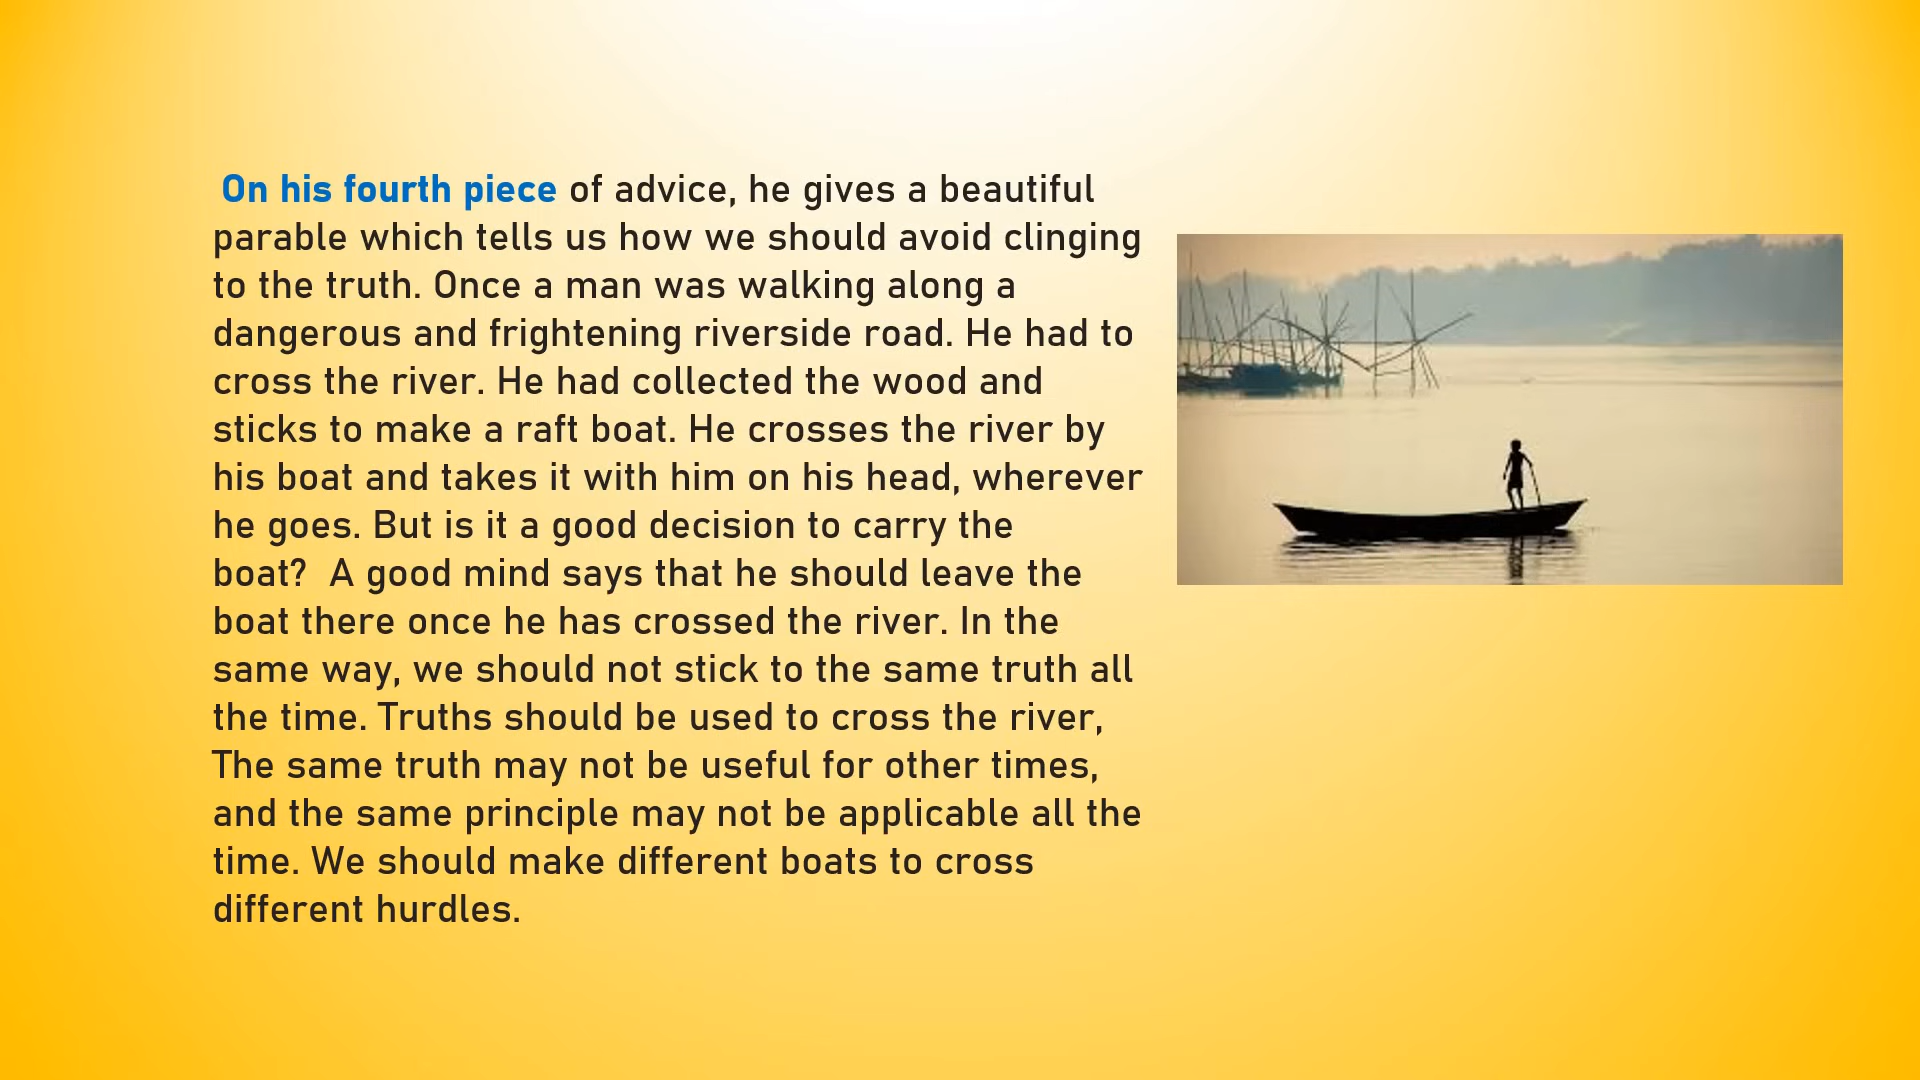 On his fourth piece of advice, he gives a beautiful
parable which tells us how we should avoid clinging
to the truth. Once a man was walking along a
dangerous and frightening riverside road. He had to
cross the river. He had collected the wood and
sticks to make a raft boat. He crosses the river by
his boat and takes it with him on his head, wherever
he goes. But is it a good decision to carry the
boat?  A good mind says that he should leave the
boat there once he has crossed the river. In the
same way, we should not stick to the same truth all
the time. Truths should be used to cross the river,
The same truth may not be useful for other times,
and the same principle may not be applicable all the
time. We should make different boats to cross
different hurdles.